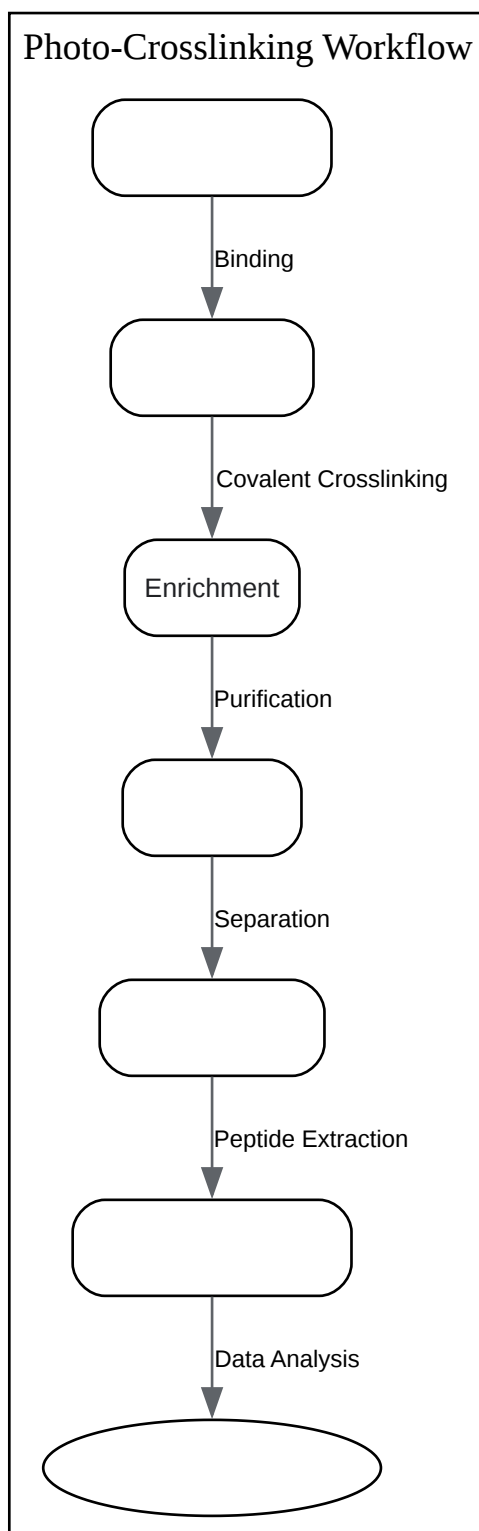 Photo-Crosslinking Workflow
Binding
Covalent Crosslinking
Enrichment
Purification
Separation
Peptide Extraction
Data Analysis